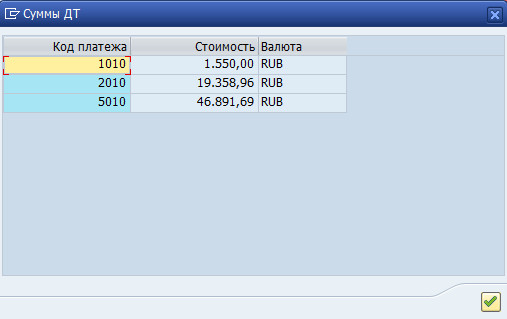 Суммы ДТ
Код платежа Стоимость Валюта
1010 1.550,00 RUB
2010 19.358,96 RUB
5010 46.891,69 RUB